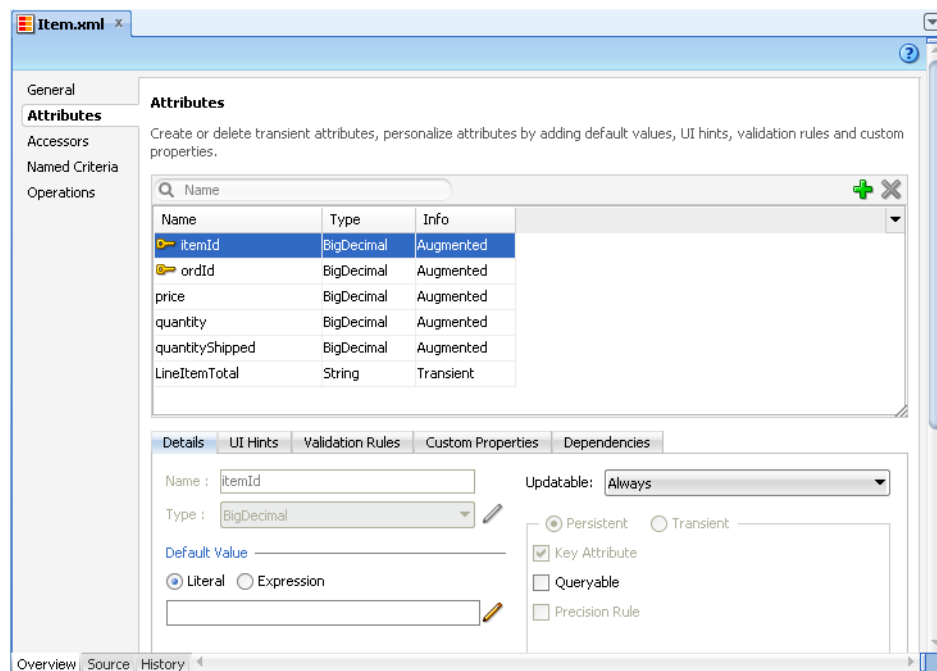 Item.xml
General
Attributes
Accessors
Named Criteria
Operations
Attributes
Create or delete transient attributes, personalize attributes by adding default values, UI hints, validation rules and custom
properties.
Name
Name Type Info
itemId BigDecimal Augmented
ordId BigDecimal Augmented
price BigDecimal Augmented
quantity BigDecimal Augmented
quantityShipped BigDecimal Augmented
LineItemTotal String Transient
Details UI Hints Validation Rules Custom Properties Dependencies
Name : itemId
Type : BigDecimal
Default Value
Literal Expression
Updatable: Always
Persistent Transient
Key Attribute
Queryable
Precision Rule
Overview Source History